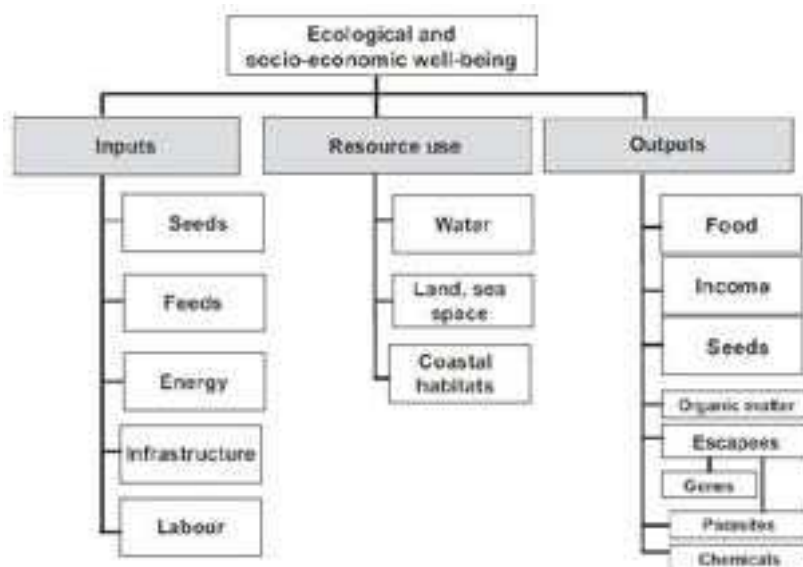 Ecological and
socio-economic well-being
Inputs
Resource use
Outputs
Seeds
Feeds
Energy
Infrastructure
Labour
Water
Land, sea
space
Coastal
habitats
Food
Income
Seeds
Organic matter
Escapees
Genes
Parasites
Chemicals